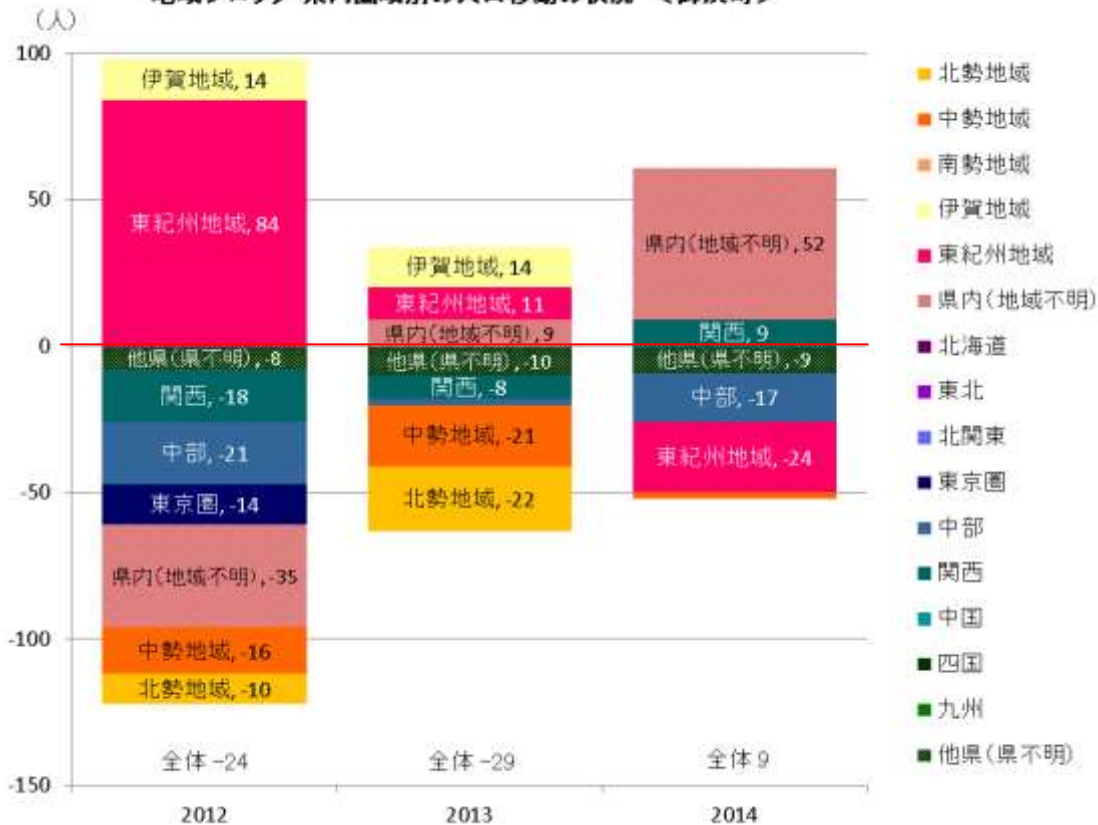 (人)
100
50
0
-50
-100
-150
伊賀地域, 14
東紀州地域, 84
他県(県不明), -8
関西, -18
中部, -21
東京圏, -14
県内(地域不明), -35
中勢地域, -16
北勢地域, -10
全体 -24
2012
伊賀地域, 14
東紀州地域, 11
県内(地域不明), 9
他県(県不明), -10
関西, -8
中勢地域, -21
北勢地域, -22
全体 -29
2013
県内(地域不明), 52
関西, 9
他県(県不明), -9
中部, -17
東紀州地域, -24
全体 9
2014
北勢地域
中勢地域
南勢地域
伊賀地域
東紀州地域
県内(地域不明)
北海道
東北
北関東
東京圏
中部
関西
中国
四国
九州
他県(県不明)